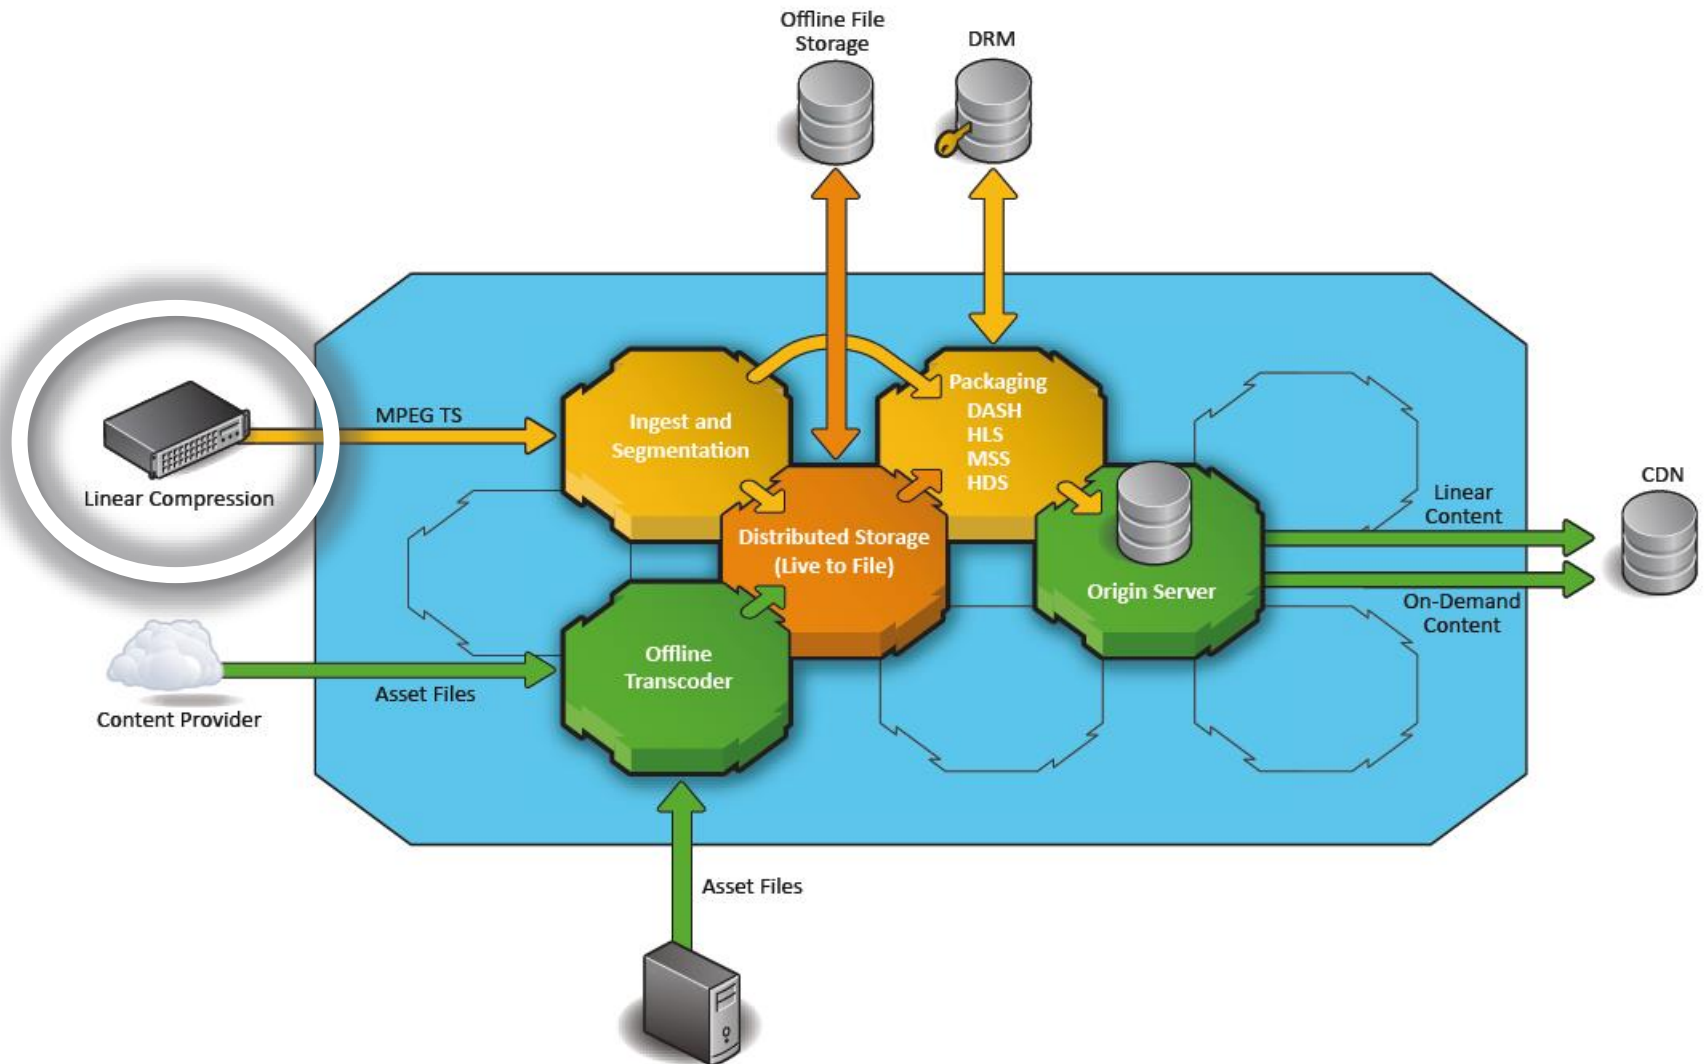 Offline File
Storage
DRM
MPEG TS
Linear Compression
Ingest and
Segmentation
Packaging
DASH
HLS
MSS
HDS
Distributed Storage
(Live to File)
Origin Server
Linear
Content
CDN
On-Demand
Content
Offline
Transcoder
Asset Files
Content Provider
Asset Files